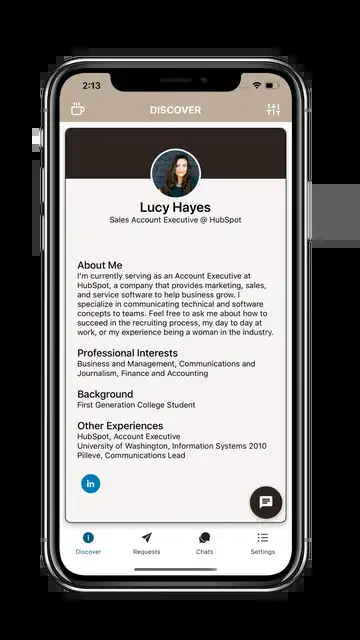 2:13
DISCOVER
Lucy Hayes
Sales Account Executive @ HubSpot
About Me
I'm currently serving as an Account Executive at
HubSpot, a company that provides marketing, sales,
and service software to help business grow. I
specialize in communicating technical and software
concepts to teams. Feel free to ask me about how to
succeed in the recruiting process, my day to day at
work, or my experience being a woman in the industry.
Professional Interests
Business and Management, Communications and
Journalism, Finance and Accounting
Background
First Generation College Student
Other Experiences
HubSpot, Account Executive
University of Washington, Information Systems 2010
Pilleve, Communications Lead
in
Discover
Requests
Chats
Settings